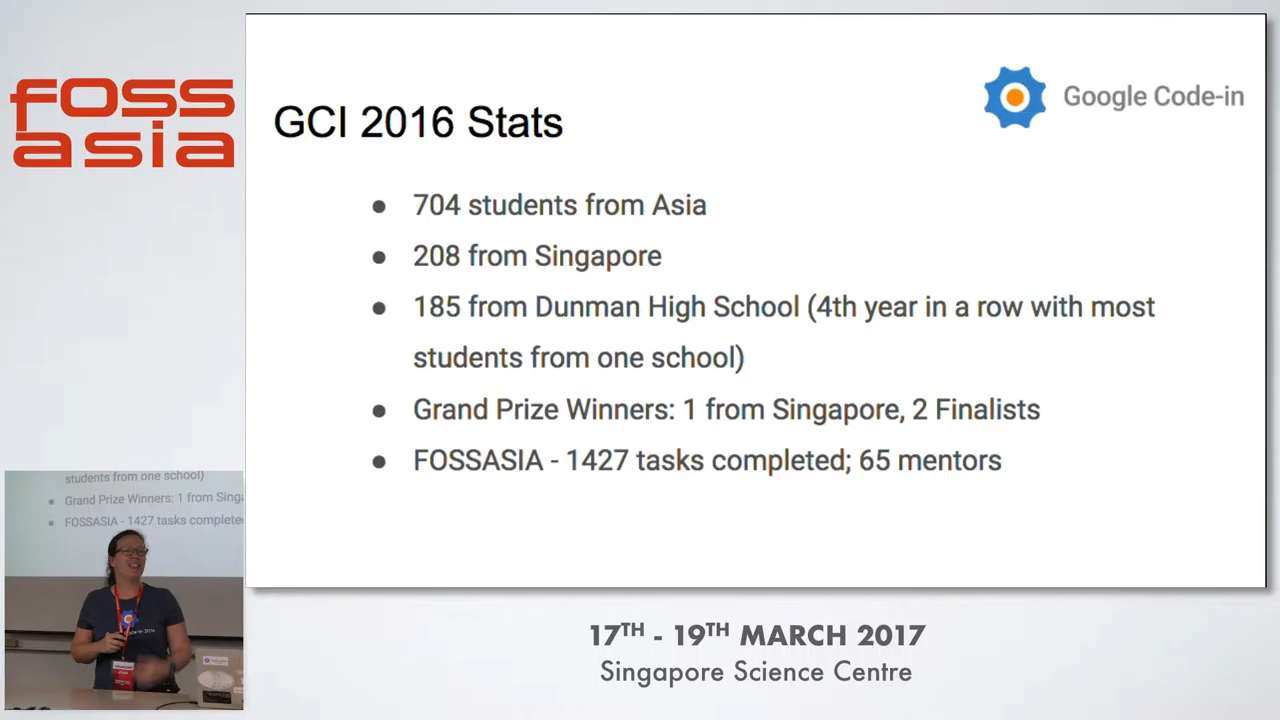 foss
asia
Google Code-in
GCI 2016 Stats
● 704 students from Asia
● 208 from Singapore
● 185 from Dunman High School (4th year in a row with most
students from one school)
● Grand Prize Winners: 1 from Singapore, 2 Finalists
● FOSSASIA - 1427 tasks completed; 65 mentors
students from one school)
● Grand Prize Winners: 1 from Sing
● FOSSASIA - 1427 tasks completed
17TH - 19TH MARCH 2017
Singapore Science Centre